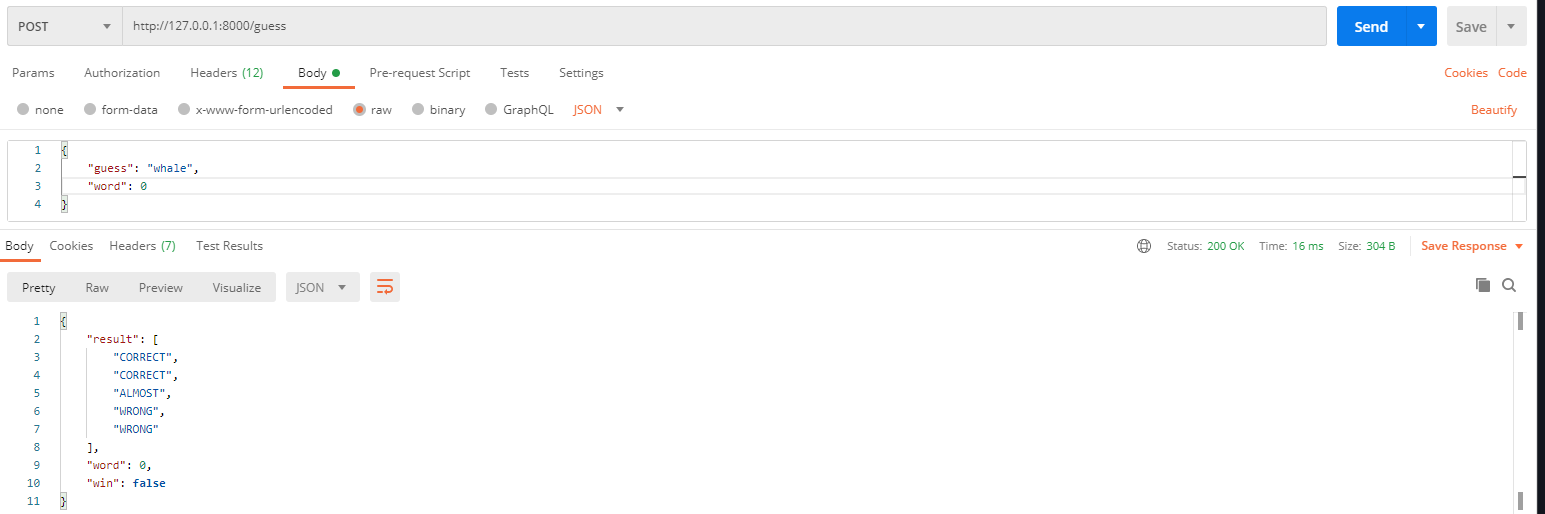 POST http://127.0.0.1:8000/guess Send Save
Params Authorization Headers (12) Body Pre-request Script Tests Settings Cookies Code
none form-data x-www-form-urlencoded raw binary GraphQL JSON Beautify
1 {
2 "guess": "whale",
3 "word": 0
4 }
Body Cookies Headers (7) Test Results Status: 200 OK Time: 16 ms Size: 304 B Save Response
Pretty Raw Preview Visualize JSON
1 {
2 "result": [
3 "CORRECT",
4 "CORRECT",
5 "ALMOST",
6 "WRONG",
7 "WRONG"
8 ],
9 "word": 0,
10 "win": false
11 }